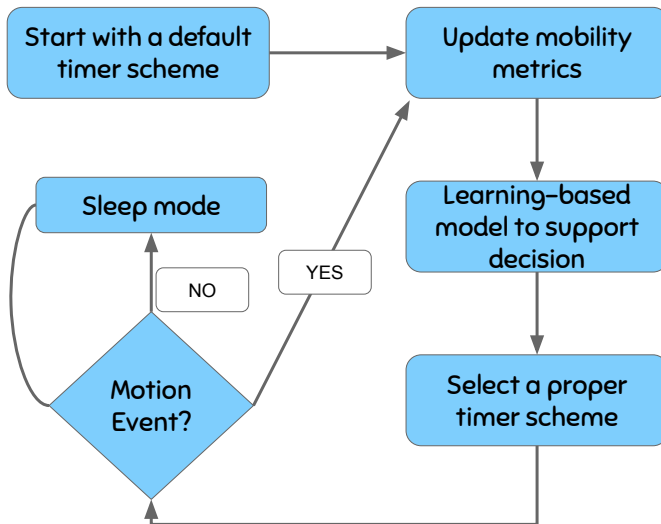 Start with a default
timer scheme
Update mobility
metrics
Sleep mode
Learning-based
model to support
decision
YES
NO
Motion
Event?
Select a proper
timer scheme